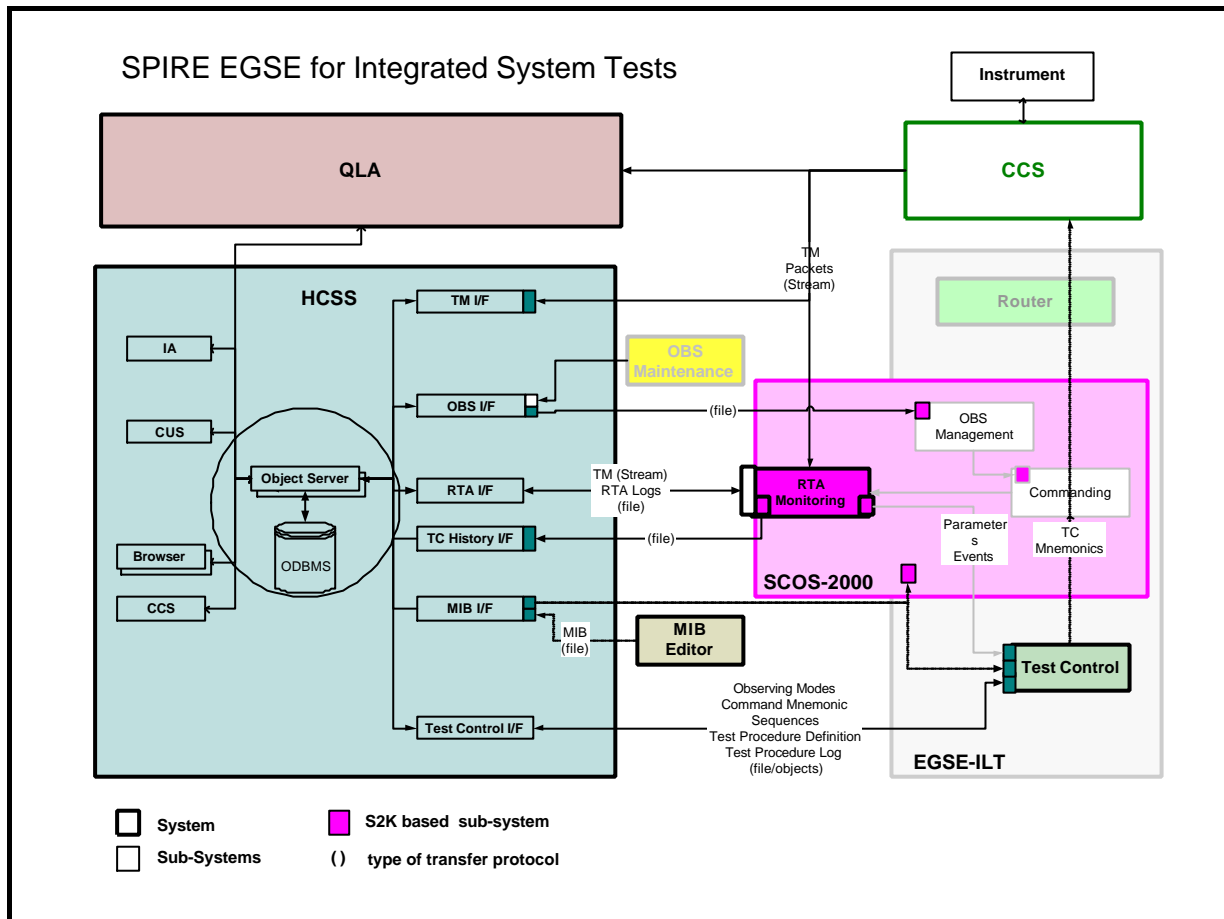 SPIRE EGSE for Integrated System Tests
Instrument
QLA
CCS
TM
Packets
(Stream)
HCSS
TM I/F
Router
IA
OBS
Maintenance
OBS I/F
(file)
OBS
Management
CUS
Object Server
RTA I/F
TM (Stream)
RTA Logs
(file)
RTA
Monitoring
Commanding
TC History I/F
(file)
Parameter
s
Events
TC
Mnemonics
ODBMS
Browser
SCOS-2000
CCS
MIB I/F
MIB
(file)
MIB
Editor
Test Control
Observing Modes
Command Mnemonic
Sequences
Test Procedure Definition
Test Procedure Log
(file/objects)
Test Control I/F
EGSE-ILT
System
S2K based sub-system
Sub-Systems
() type of transfer protocol